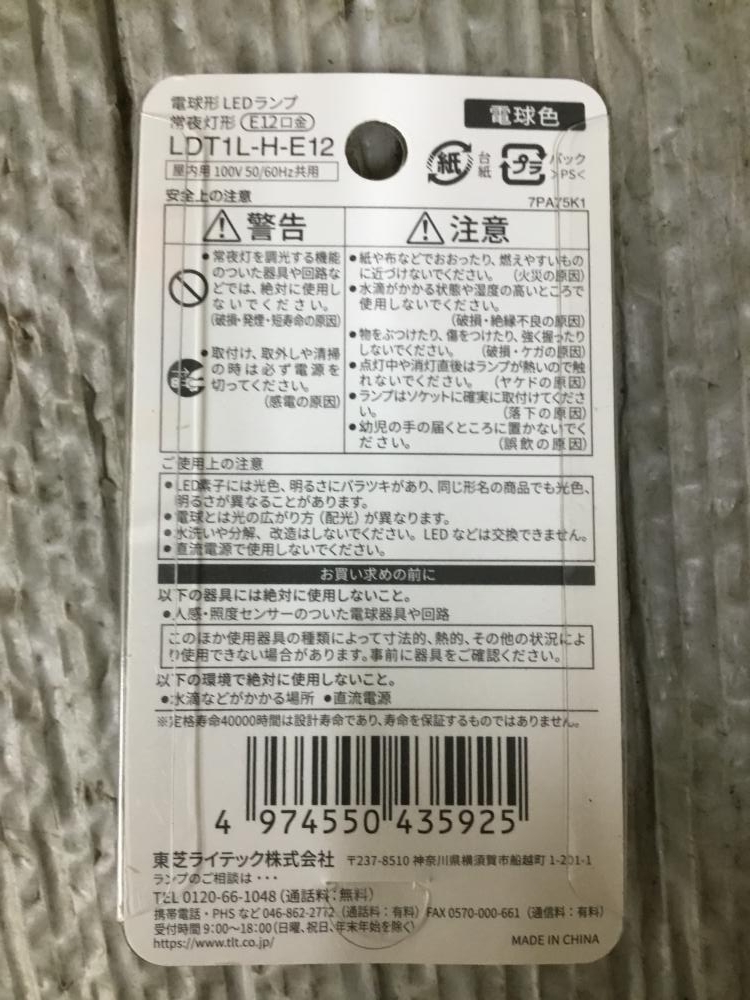 電球形LEDランプ
常夜灯形 E12口金
電球色
LDT1L-H-E12
屋内用 100V 50/60Hz共用
紙 台紙 プラ パック >PS<
安全上の注意
7PA75K1
警告
●常夜灯を調光する機能
のついた器具や回路な
どでは、絶対に使用し
ないでください。
(破損・発煙・短寿命の原因)
●取付け、取外しや清掃
の時は必ず電源を
切ってください。
(感電の原因)
注意
●紙や布などでおおったり、燃えやすいもの
に近づけないでください。 (火災の原因)
●水滴がかかる状態や湿度の高いところで
使用しないでください。
(破損・絶縁不良の原因)
●物をぶつけたり、傷をつけたり、強く握ったり
しないでください。 (破損・ケガの原因)
●点灯中や消灯直後はランプが熱いので触
れないでください。 (ヤケドの原因)
●ランプはソケットに確実に取付けてくださ
い。 (落下の原因)
●幼児の手の届くところに置かないでく
ださい。 (誤飲の原因)
ご使用上の注意
●LED素子には光色、明るさにバラツキがあり、同じ形名の商品でも光色、
明るさが異なることがあります。
●電球とは光の広がり方(配光)が異なります。
●水洗いや分解、改造はしないでください。LEDなどは交換できません。
●直流電源で使用しないでください。
お買い求めの前に
以下の器具には絶対に使用しないこと。
●人感・照度センサーのついた電球器具や回路
このほか使用器具の種類によって寸法的、熱的、その他の状況によ
り使用できない場合があります。事前に器具をご確認ください。
以下の環境で絶対に使用しないこと。
●水滴などがかかる場所 ●直流電源
※定格寿命40000時間は設計寿命であり、寿命を保証するものではありません。
4 974550 435925
東芝ライテック株式会社 〒237-8510 神奈川県横須賀市船越町1-201-1
ランプのご相談は・・・
TEL 0120-66-1048(通話料:無料)
携帯電話・PHSなど 046-862-2772(通話料:有料) FAX 0570-000-661(通信料:有料)
受付時間 9:00〜18:00(日曜、祝日、年末年始を除く)
https://www.tlt.co.jp/
MADE IN CHINA